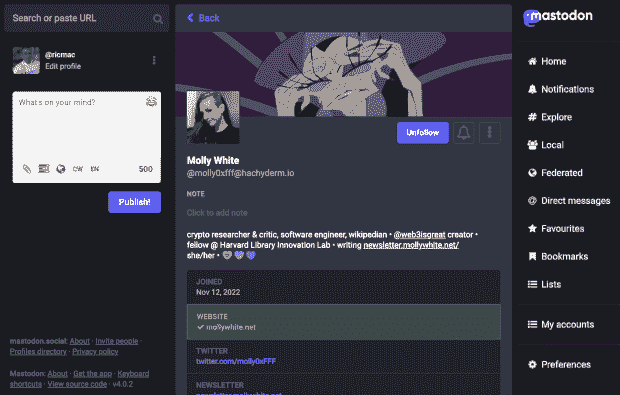 Search or paste URL
@ricmac
Edit profile
What's on your mind?
CW EN 500
Publish!
mastodon.social: About · Invite people ·
Profiles directory · Privacy policy
Mastodon: About · Get the app · Keyboard
shortcuts · View source code · v4.0.2
Back
Unfollow
Molly White
@molly0xfff@hachyderm.io
NOTE
Click to add note
crypto researcher & critic, software engineer, wikipedian • @web3isgreat creator •
fellow @ Harvard Library Innovation Lab • writing newsletter.mollywhite.net/
she/her •
JOINED
Nov 12, 2022
WEBSITE
✓ mollywhite.net
TWITTER
twitter.com/molly0xFFF
NEWSLETTER
newsletter.mollywhite.net
mastodon
Home
Notifications
# Explore
Local
Federated
@ Direct messages
Favourites
Bookmarks
Lists
My accounts
Preferences